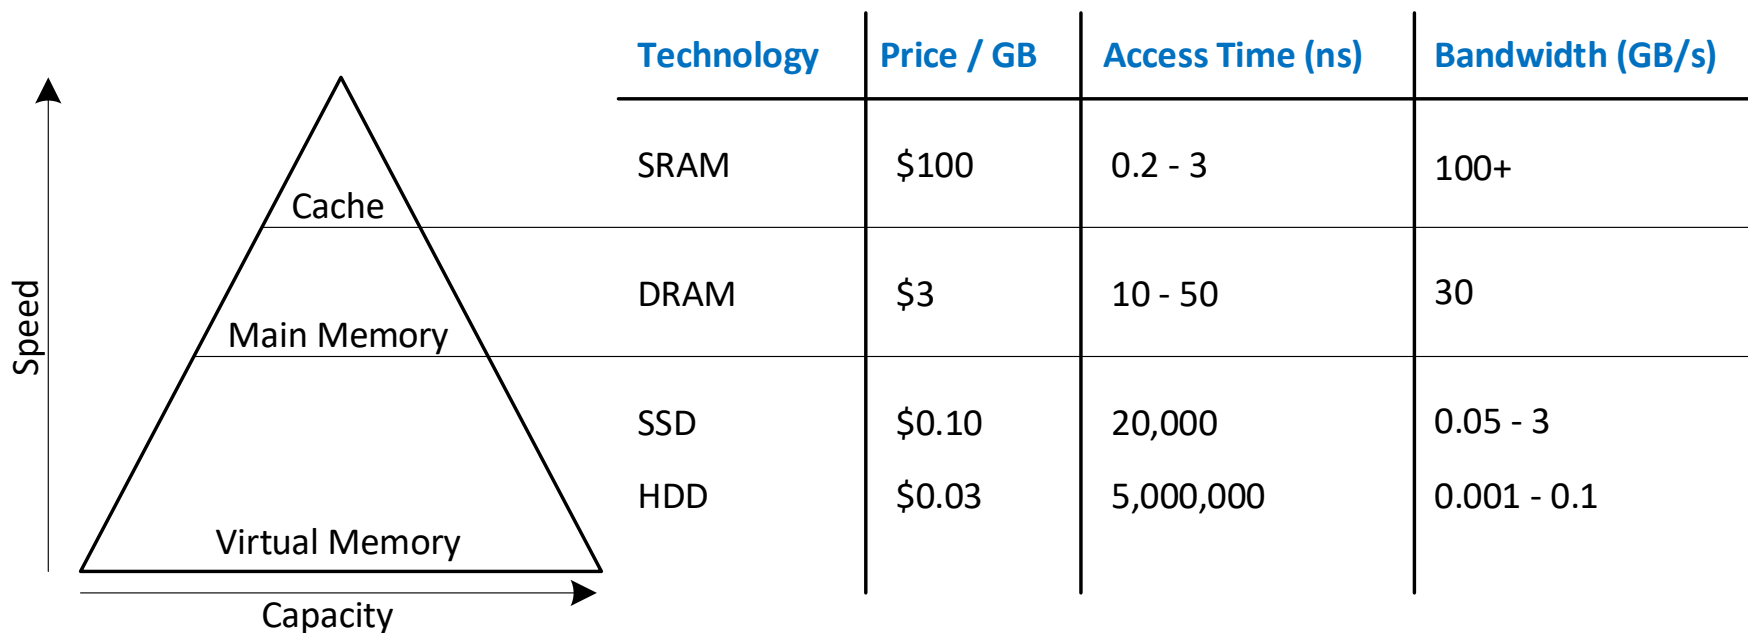 Technology Price / GB Access Time (ns) Bandwidth (GB/s)
SRAM $100 0.2 - 3 100+
Cache
DRAM $3 10 - 50 30
Main Memory
SSD $0.10 20,000 0.05 - 3
HDD $0.03 5,000,000 0.001 - 0.1
Virtual Memory
Speed
Capacity